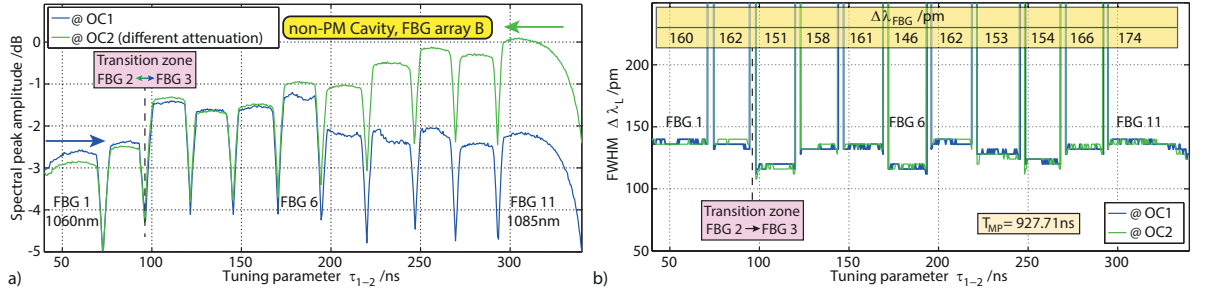 @ OC1
@ OC2 (different attenuation)
non-PM Cavity, FBG array B
Transition zone
FBG 2 ↔ FBG 3
Spectral peak amplitude /dB
0
-1
-2
-3
-4
-5
FBG 1
1060nm
FBG 6
FBG 11
1085nm
50 100 150 200 250 300
Tuning parameter τ1−2 /ns
a)
ΔλFBG /pm
160 162 151 158 161 146 162 153 154 166 174
FWHM Δ λL /pm
200
150
100
50
FBG 1
FBG 6
FBG 11
Transition zone
FBG 2 → FBG 3
TMP = 927.71ns
@ OC1
@ OC2
50 100 150 200 250 300
Tuning parameter τ1−2 /ns
b)